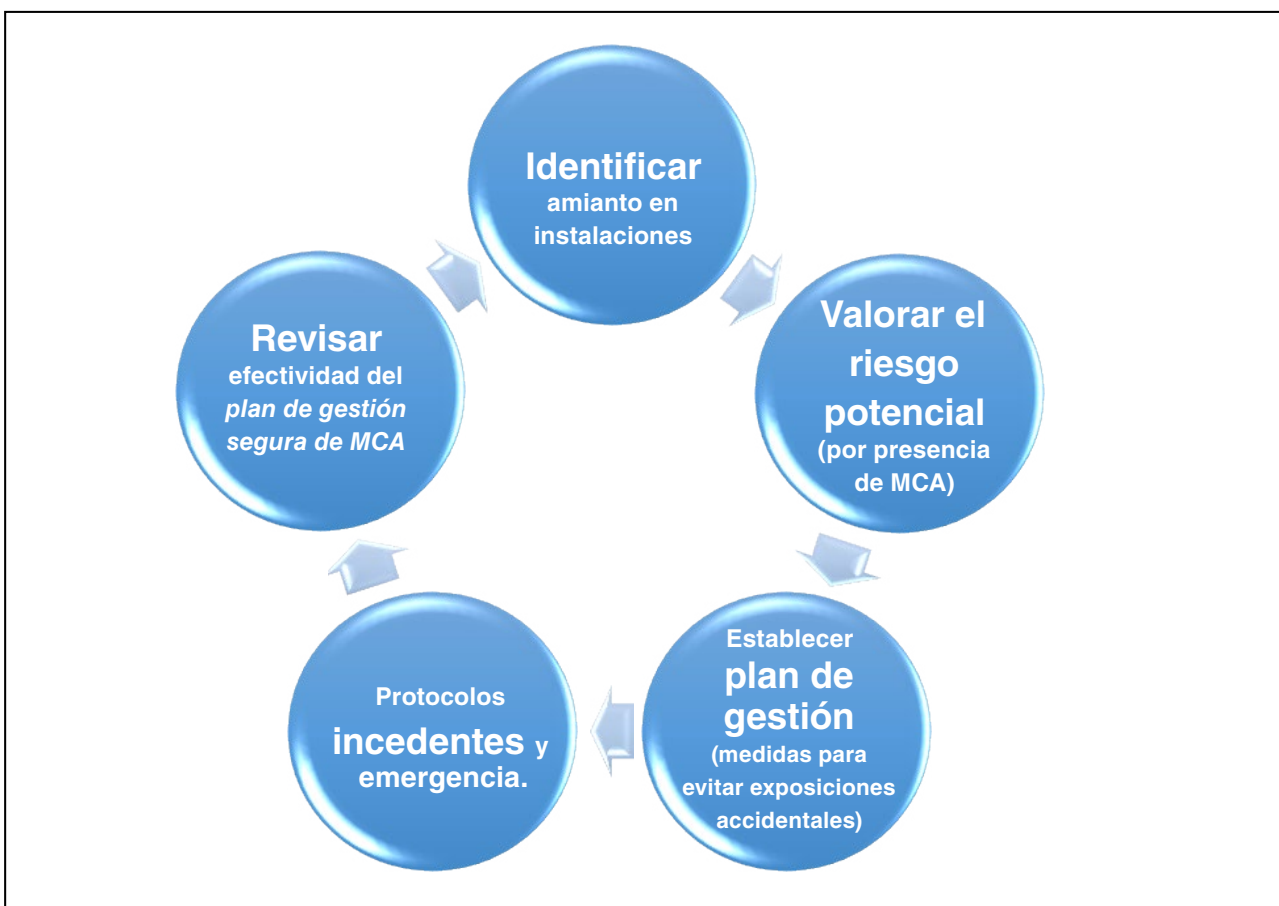 Identificar
amianto en
instalaciones
Valorar el
riesgo
potencial
(por presencia
de MCA)
Establecer
plan de
gestión
(medidas para
evitar exposiciones
accidentales)
Protocolos
incedentes y
emergencia.
Revisar
efectividad del
plan de gestión
segura de MCA